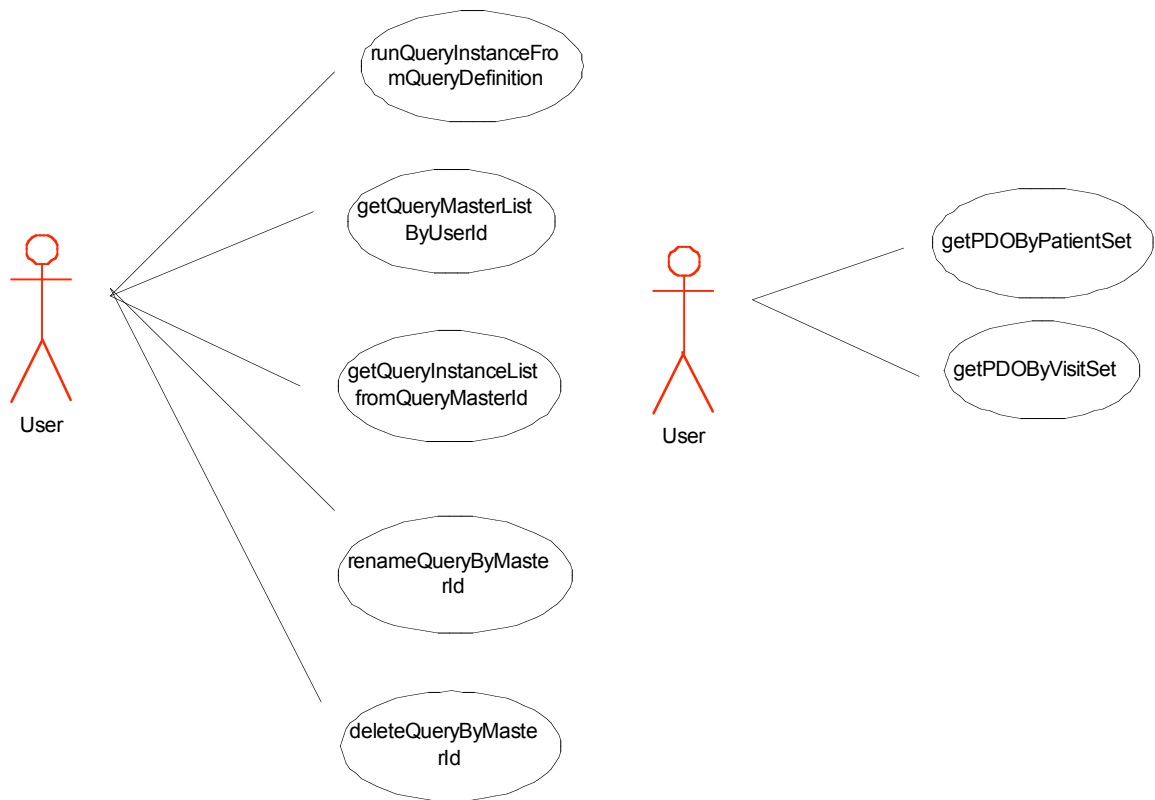 runQueryInstanceFro
mQueryDefinition
getQueryMasterList
ByUserId
getQueryInstanceList
fromQueryMasterId
renameQueryByMaste
rId
deleteQueryByMaste
rId
User
getPDOByPatientSet
getPDOByVisitSet
User